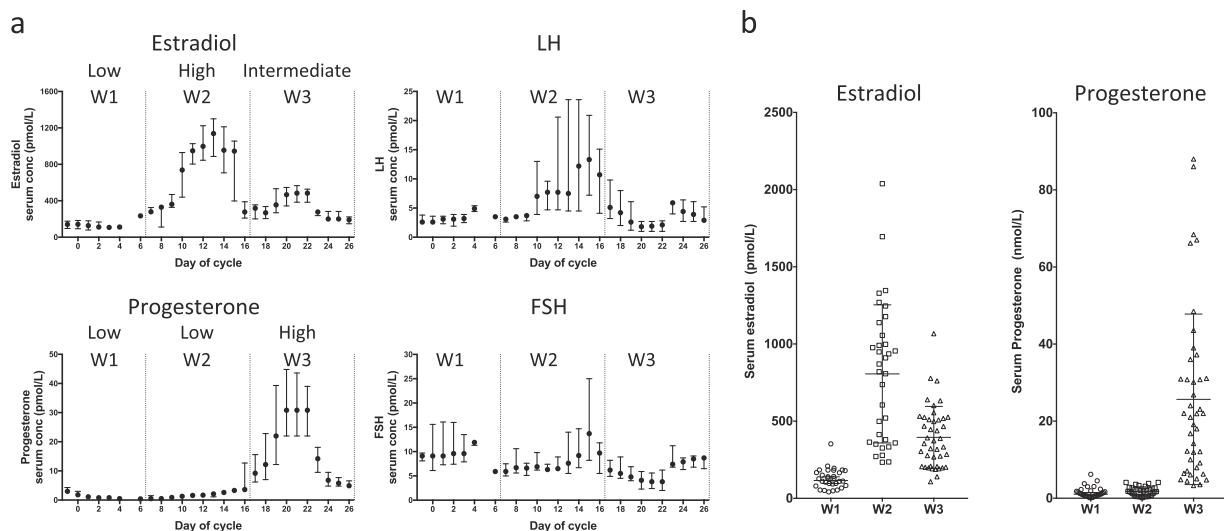 a
Estradiol
Low High Intermediate
W1 W2 W3
1600
1200
800
400
0
Estradiol
serum conc (pmol/L)
0 2 4 6 8 10 12 14 16 18 20 22 24 26
Day of cycle
LH
W1 W2 W3
25
20
15
10
5
0
LH
serum conc (pmol/L)
0 2 4 6 8 10 12 14 16 18 20 22 24 26
Day of cycle
Progesterone
Low Low High
W1 W2 W3
50
40
30
20
10
0
Progesterone
serum conc (pmol/L)
0 2 4 6 8 10 12 14 16 18 20 22 24 26
Day of cycle
FSH
W1 W2 W3
30
25
20
15
10
5
0
FSH
serum conc (pmol/L)
0 2 4 6 8 10 12 14 16 18 20 22 24 26
Day of cycle
b
Estradiol
2500
2000
1500
1000
500
0
Serum estradiol (pmol/L)
W1 W2 W3
Progesterone
100
80
60
40
20
0
Serum Progesterone (nmol/L)
W1 W2 W3